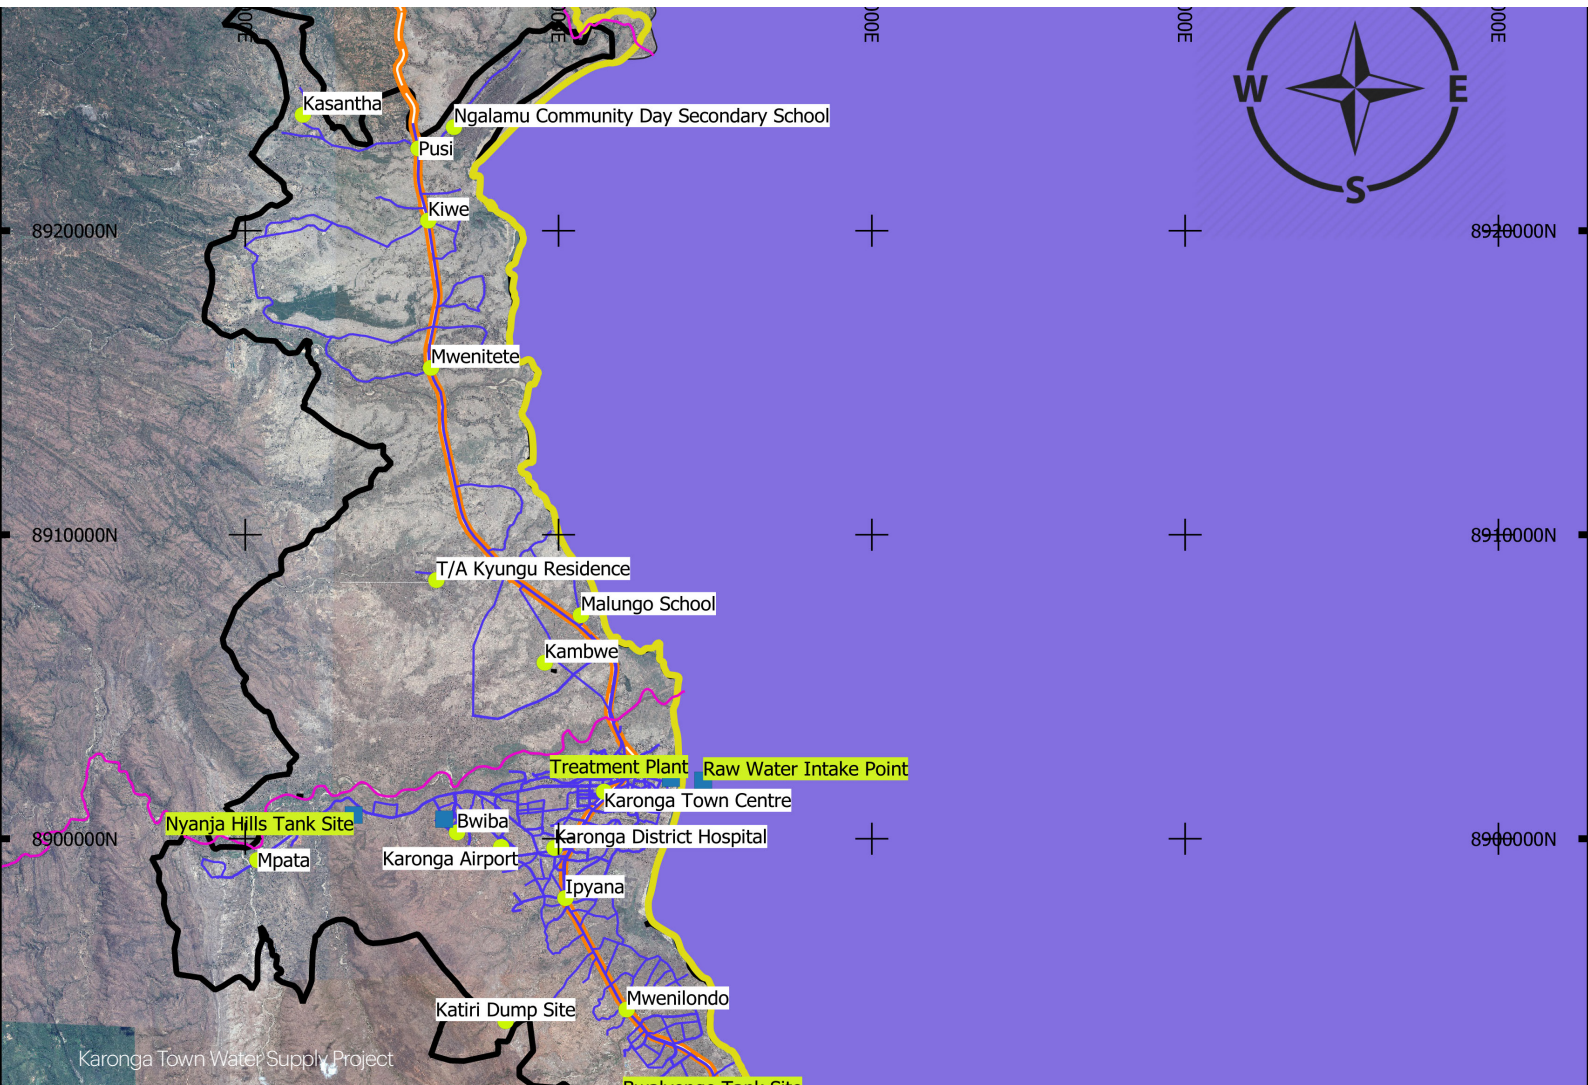 W
E
S
Kasantha
Ngalamu Community Day Secondary School
Pusi
Kiwe
8920000N
8920000N
Mwenitete
8910000N
8910000N
T/A Kyungu Residence
Malungo School
Kambwe
Treatment Plant
Raw Water Intake Point
Karonga Town Centre
Nyanja Hills Tank Site
Bwiba
Karonga District Hospital
8900000N
8900000N
Karonga Airport
Mpata
Ipyana
Mwenilondo
Katiri Dump Site
Karonga Town Water Supply Project